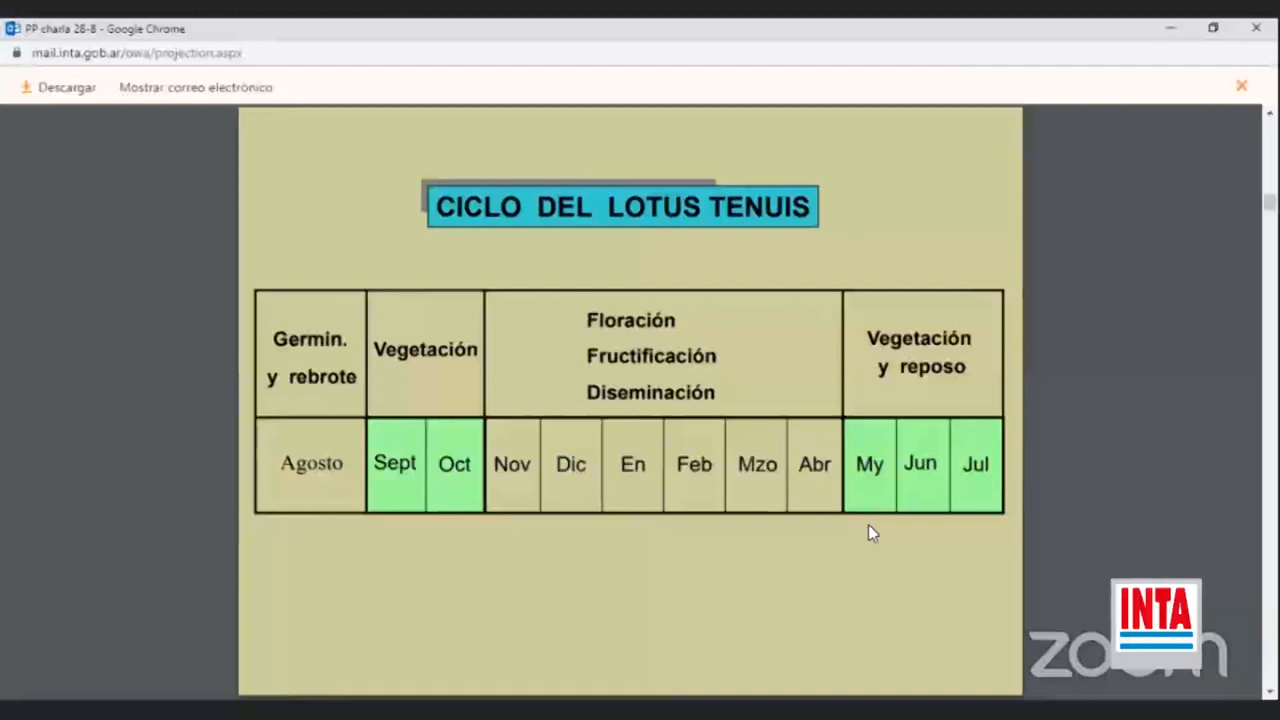 PP charla 26-8 - Google Chrome
mail.inta.gob.ar/owa/projection.aspx
Descargar Mostrar correo electrónico
CICLO DEL LOTUS TENUIS
Germin.
y rebrote
Vegetación
Floración
Fructificación
Diseminación
Vegetación
y reposo
Agosto Sept Oct Nov Dic En Feb Mzo Abr My Jun Jul
INTA
zoom